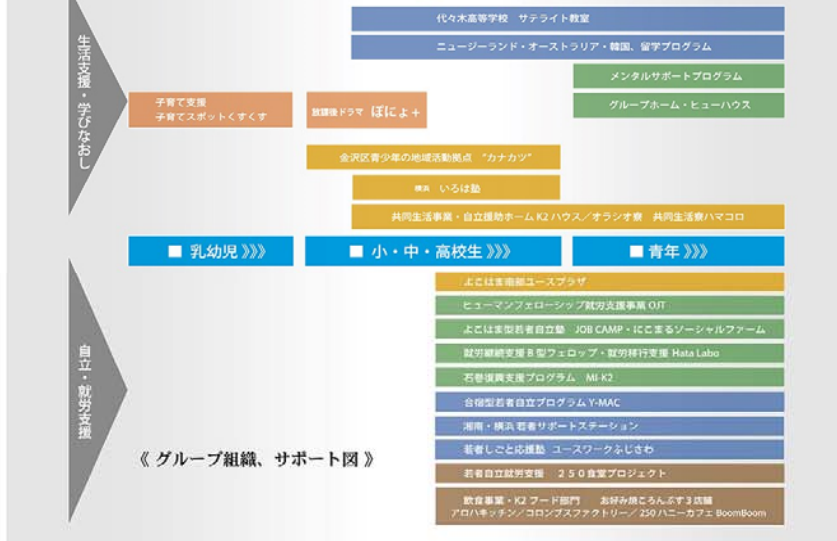 代々木高等学校 サテライト教室
ニュージーランド・オーストラリア・韓国、留学プログラム
メンタルサポートプログラム
生活支援・学びなおし
子育て支援
子育てスポットくすくす
放課後ドラマ ぽにょ+
グループホーム・ヒューハウス
金沢区青少年の地域活動拠点 “カナカツ”
横浜 いろは塾
共同生活事業・自立援助ホーム K2 ハウス/オラシオ寮 共同生活寮ハマコロ
■ 乳幼児 》》》
■ 小・中・高校生 》》》
■ 青年 》》》
よこはま南部ユースプラザ
ヒューマンフェローシップ就労支援事業 OJT
よこはま型若者自立塾 JOB CAMP・にこまるソーシャルファーム
就労継続支援 B 型フェロップ・就労移行支援 Hata Labo
自立・就労支援
石巻復興支援プログラム MI-K2
合宿型若者自立プログラム Y-MAC
湘南・横浜 若者サポートステーション
若者しごと応援塾 ユースワークふじさわ
《 グループ組織、サポート図 》
若者自立就労支援 250食堂プロジェクト
飲食事業・K2 フード部門 お好み焼ころんぶす3店舗
アロハキッチン/コロンブスファクトリー/ 250 ハニーカフェ BoomBoom